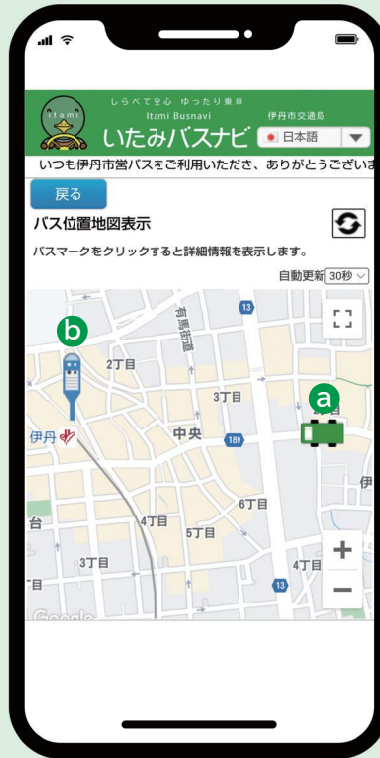 itami
しらべて安心 ゆったり乗車
Itami Busnavi
伊丹市交通局
いたみバスナビ
日本語
いつも伊丹市営バスをご利用いただき、ありがとうござい
戻る
バス位置地図表示
バスマークをクリックすると詳細情報を表示します。
自動更新 30秒
13
有馬街道
b
2丁目
3丁目
a
伊丹
中央
181
伊
6丁目
台
4丁目
5丁目
3丁目
4丁目
丁目
13
+
−
Google